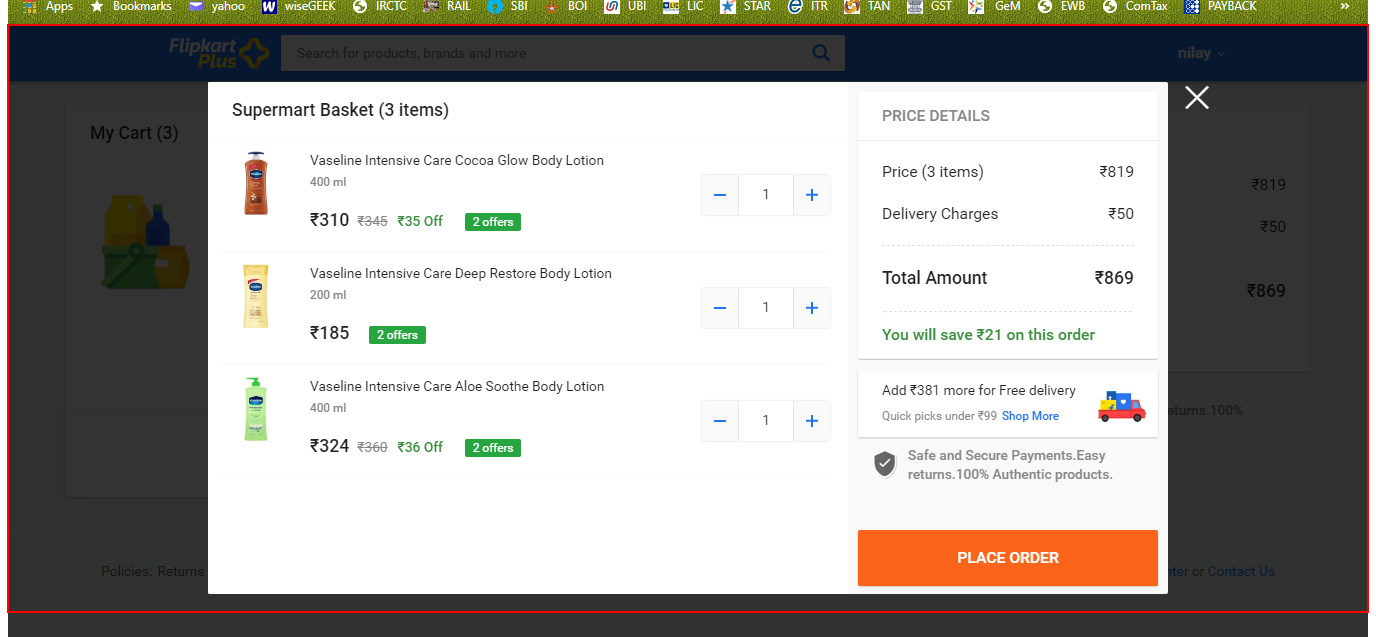 Apps Bookmarks yahoo wiseGEEK IRCTC RAIL SBI BOI UBI LIC STAR ITR TAN GST GeM EWB ComTax PAYBACK »
Flipkart Plus
Search for products, brands and more
nilay
My Cart (3)
Supermart Basket (3 items)
Vaseline Intensive Care Cocoa Glow Body Lotion
400 ml
₹310 ₹345 ₹35 Off 2 offers
− 1 +
Vaseline Intensive Care Deep Restore Body Lotion
200 ml
₹185 2 offers
− 1 +
Vaseline Intensive Care Aloe Soothe Body Lotion
400 ml
₹324 ₹360 ₹36 Off 2 offers
− 1 +
PRICE DETAILS
Price (3 items) ₹819
Delivery Charges ₹50
Total Amount ₹869
You will save ₹21 on this order
Add ₹381 more for Free delivery
Quick picks under ₹99 Shop More
Safe and Secure Payments.Easy
returns.100% Authentic products.
PLACE ORDER
₹819
₹50
₹869
eturns.100%
Policies: Returns
nter or Contact Us